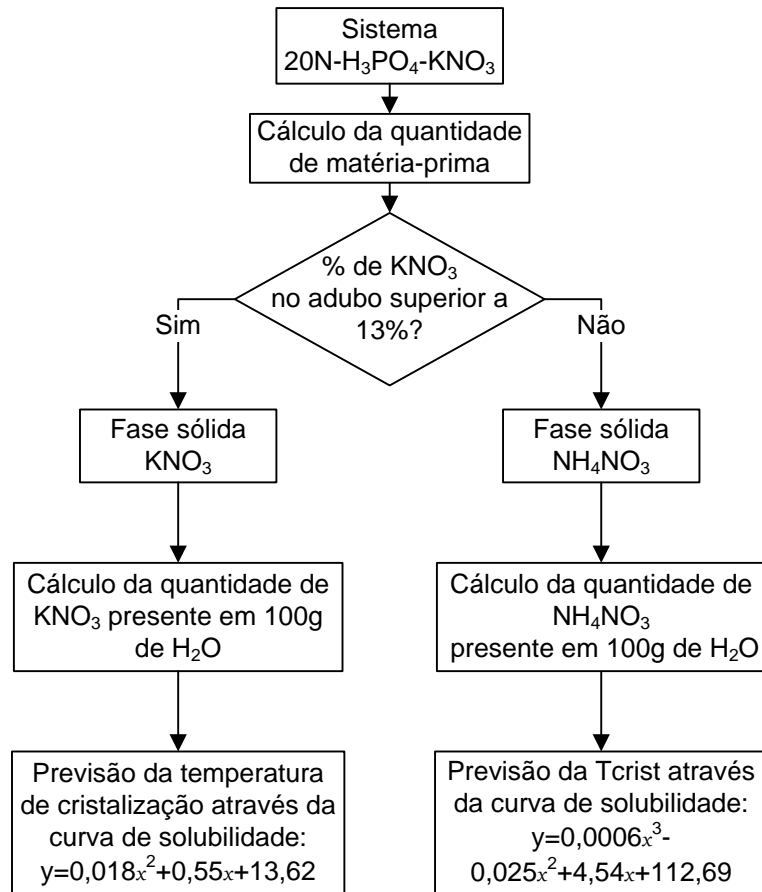 Sistema
20N-H₃PO₄-KNO₃
Cálculo da quantidade
de matéria-prima
% de KNO₃
no adubo superior a
13%?
Sim
Não
Fase sólida
KNO₃
Fase sólida
NH₄NO₃
Cálculo da quantidade de
KNO₃ presente em 100g
de H₂O
Cálculo da quantidade de
NH₄NO₃
presente em 100g de H₂O
Previsão da temperatura
de cristalização através da
curva de solubilidade:
y=0,018x²+0,55x+13,62
Previsão da Tcrist através
da curva de solubilidade:
y=0,0006x³-
0,025x²+4,54x+112,69